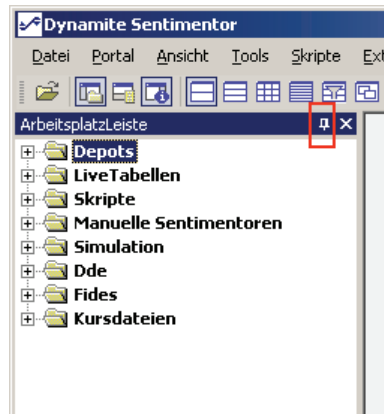 Dynamite Sentimentor
Datei Portal Ansicht Tools Skripte Ext
ArbeitsplatzLeiste
Depots
LiveTabellen
Skripte
Manuelle Sentimentoren
Simulation
Dde
Fides
Kursdateien